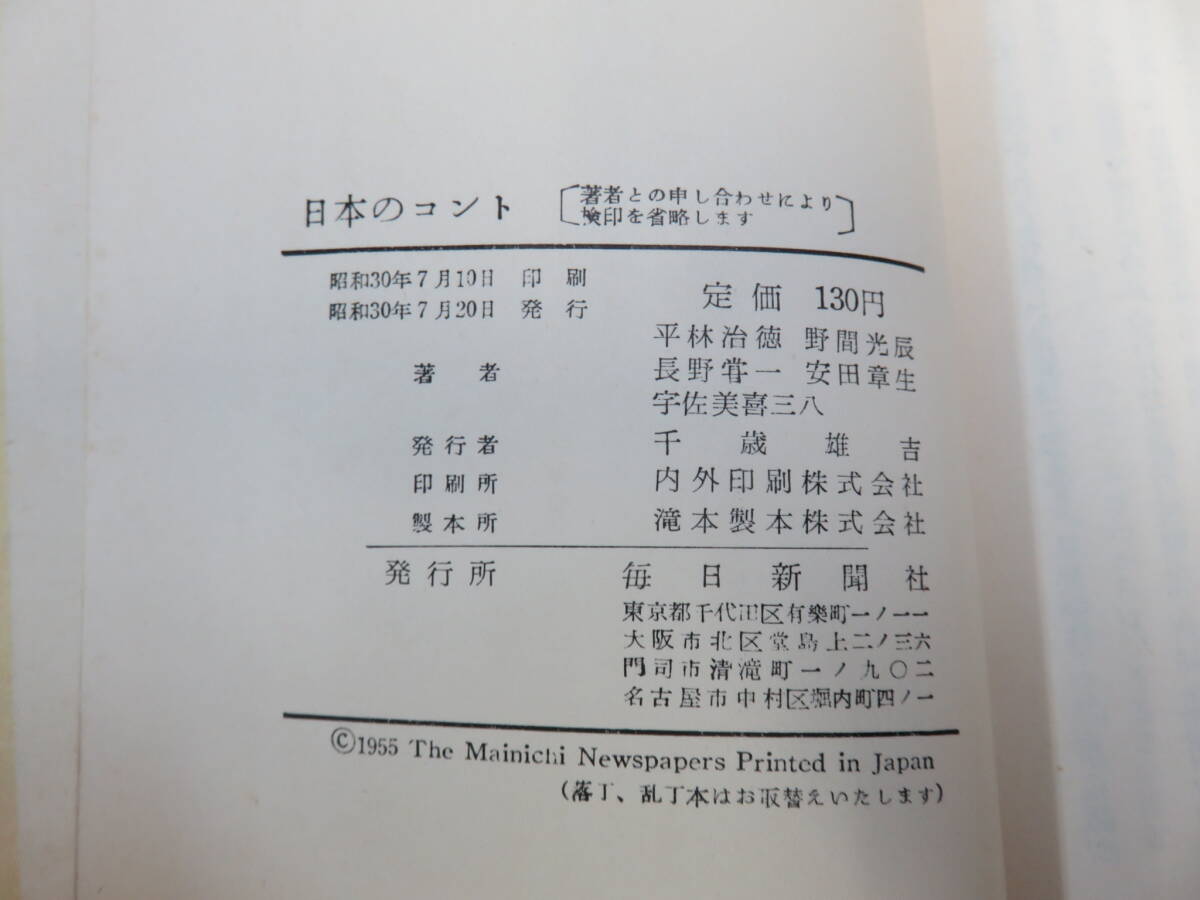 日本のコント 〔著者との申し合わせにより
検印を省略します〕
昭和30年7月10日 印刷
昭和30年7月20日 発行
定価 130円
著者 平林治徳 野間光辰
長野甞一 安田章生
宇佐美喜三八
発行者 千歳雄吉
印刷所 内外印刷株式会社
製本所 滝本製本株式会社
発行所 毎日新聞社
東京都千代田区有樂町一ノ一一
大阪市北区堂島上二ノ三六
門司市清滝町一ノ九〇二
名古屋市中村区堀内町四ノ一
©1955 The Mainichi Newspapers Printed in Japan
(落丁、乱丁本はお取替えいたします)